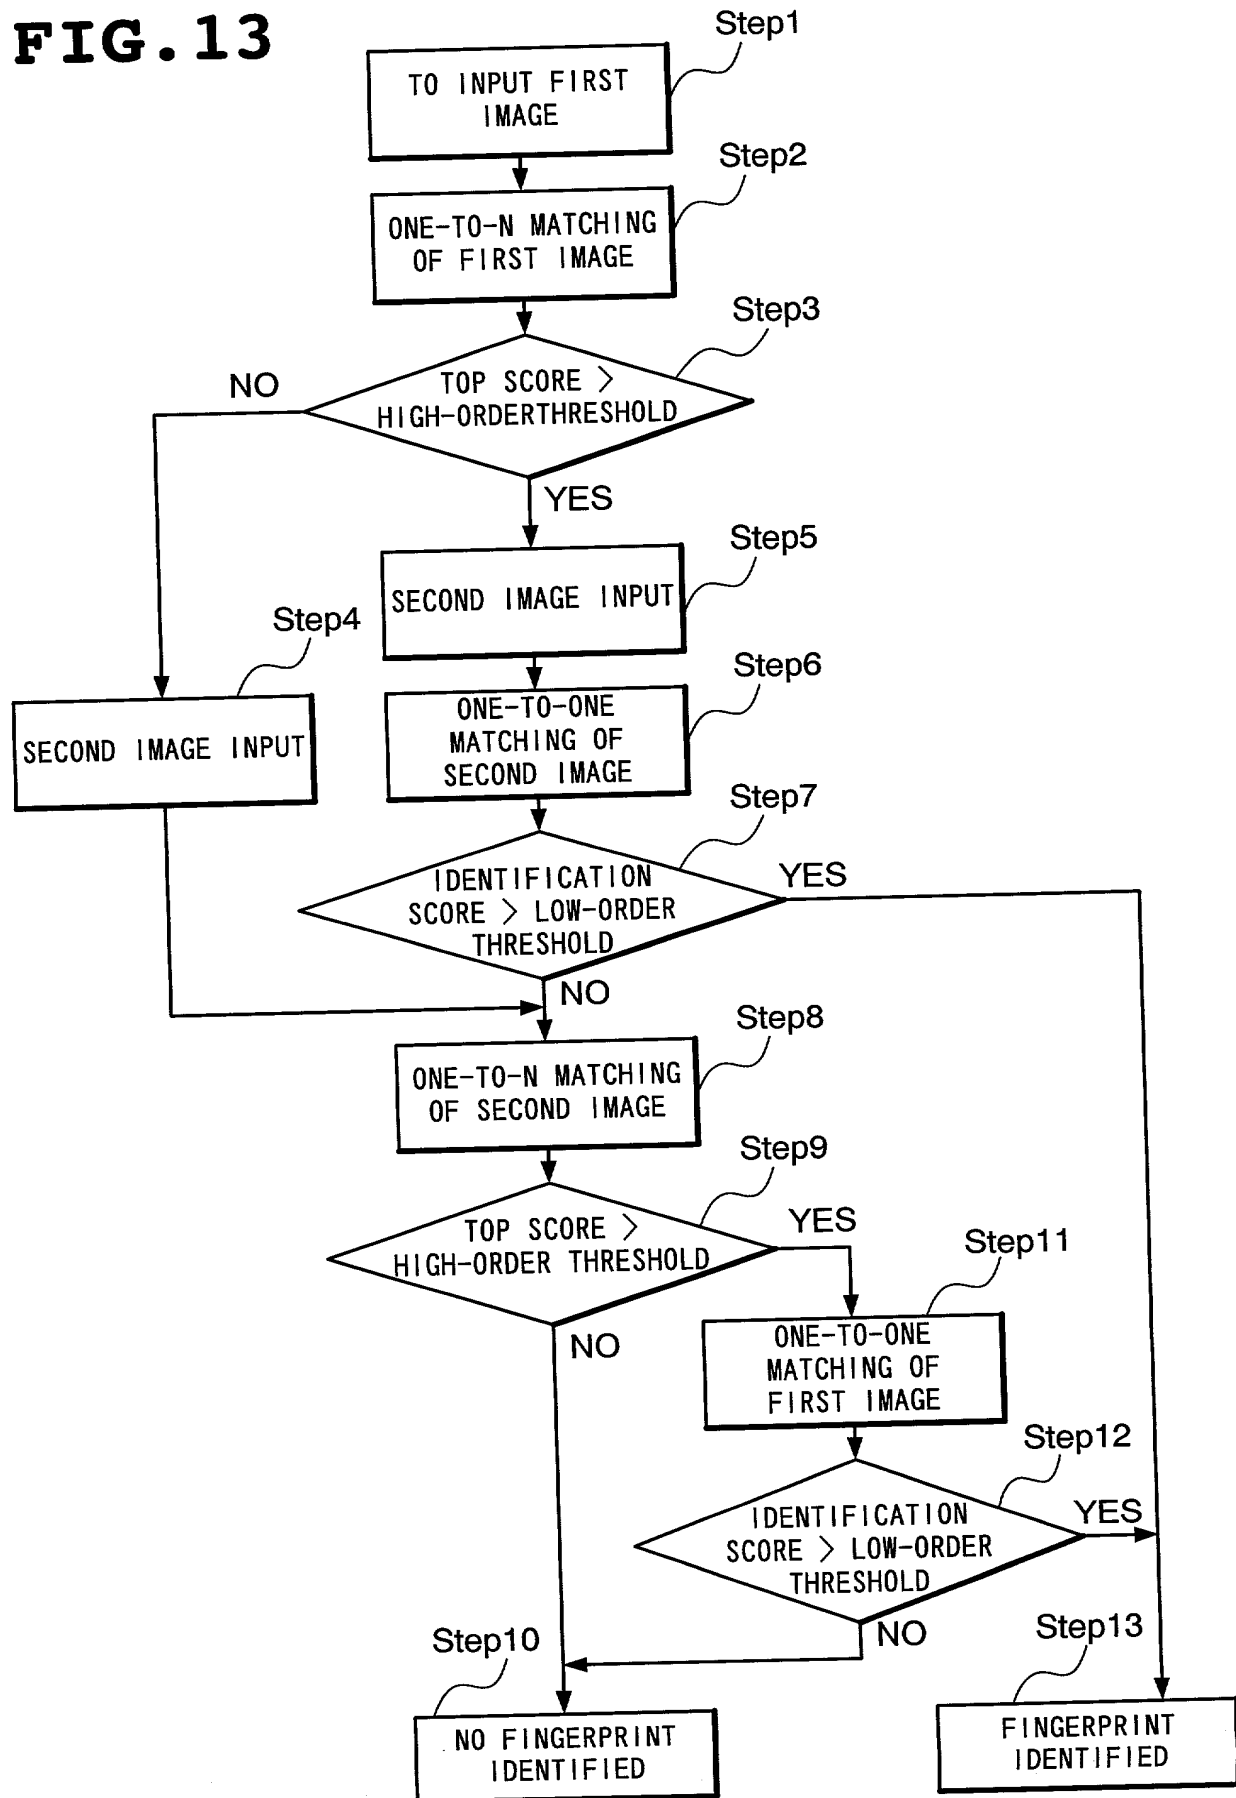 FIG.13
Step1
TO INPUT FIRST
IMAGE
Step2
ONE-TO-N MATCHING
OF FIRST IMAGE
Step3
TOP SCORE >
HIGH-ORDERTHRESHOLD
NO
YES
Step5
SECOND IMAGE INPUT
Step4
SECOND IMAGE INPUT
Step6
ONE-TO-ONE
MATCHING OF
SECOND IMAGE
Step7
IDENTIFICATION
SCORE > LOW-ORDER
THRESHOLD
YES
NO
Step8
ONE-TO-N MATCHING
OF SECOND IMAGE
Step9
TOP SCORE >
HIGH-ORDER THRESHOLD
YES
NO
Step11
ONE-TO-ONE
MATCHING OF
FIRST IMAGE
Step12
IDENTIFICATION
SCORE > LOW-ORDER
THRESHOLD
YES
NO
Step10
NO FINGERPRINT
IDENTIFIED
Step13
FINGERPRINT
IDENTIFIED